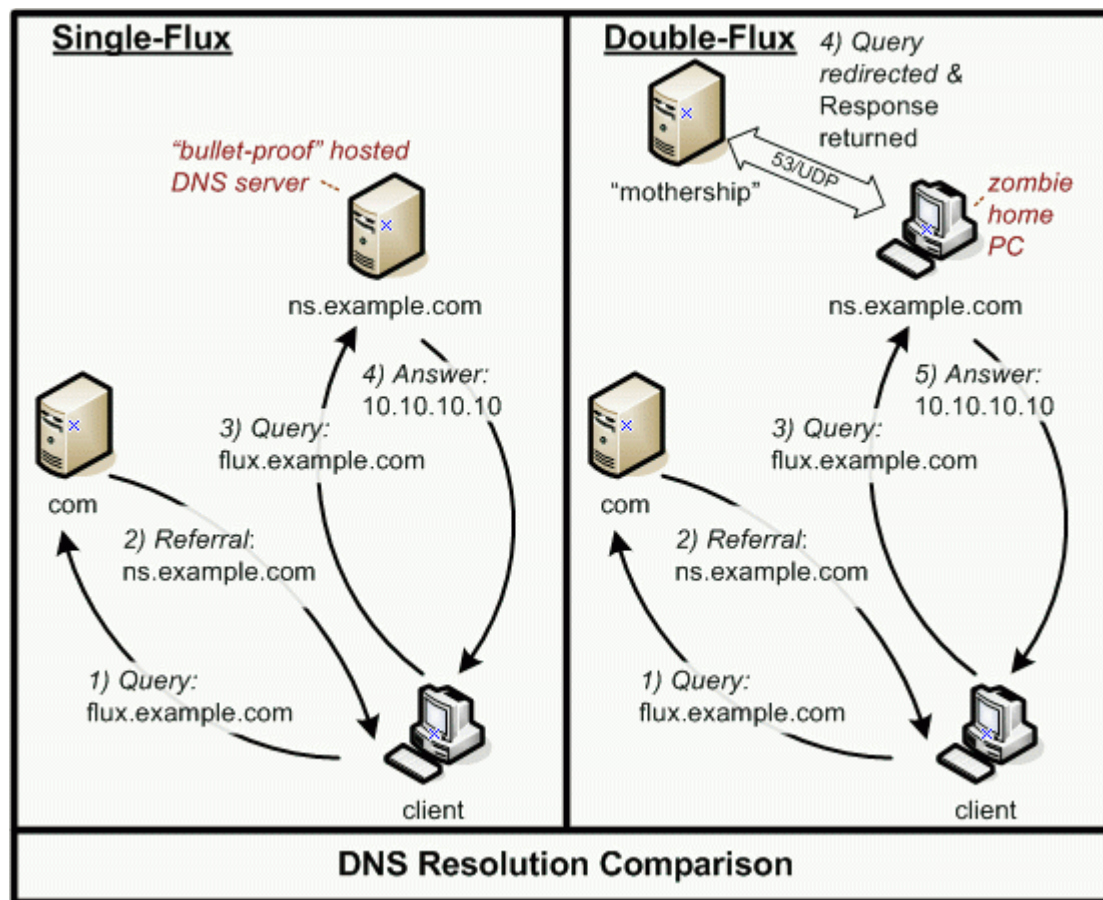 Single-Flux
"bullet-proof" hosted
DNS server
ns.example.com
4) Answer:
10.10.10.10
3) Query:
flux.example.com
com
2) Referral:
ns.example.com
1) Query:
flux.example.com
client
Double-Flux
4) Query
redirected &
Response
returned
53/UDP
"mothership"
zombie
home
PC
ns.example.com
5) Answer:
10.10.10.10
3) Query:
flux.example.com
com
2) Referral:
ns.example.com
1) Query:
flux.example.com
client
DNS Resolution Comparison